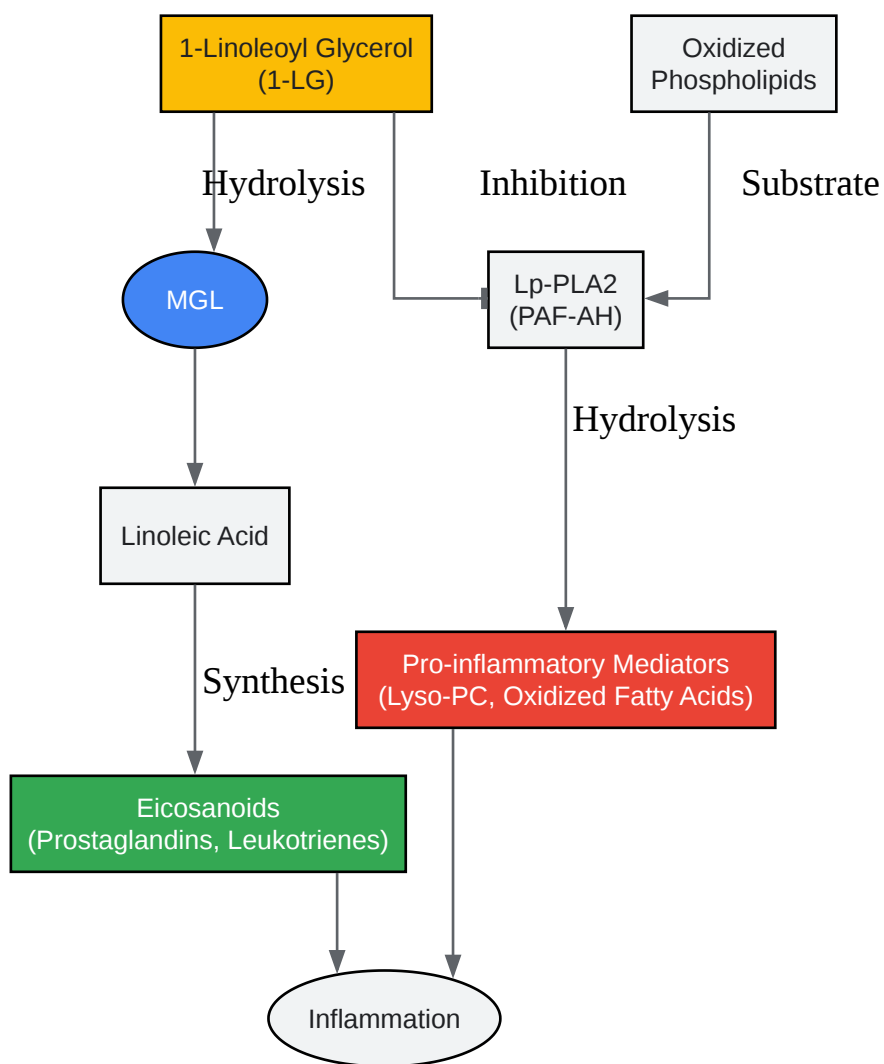 1-Linoleoyl Glycerol
(1-LG)
Oxidized
Phospholipids
Hydrolysis
Inhibition
Substrate
MGL
Lp-PLA2
(PAF-AH)
Hydrolysis
Linoleic Acid
Pro-inflammatory Mediators
(Lyso-PC, Oxidized Fatty Acids)
Synthesis
Eicosanoids
(Prostaglandins, Leukotrienes)
Inflammation